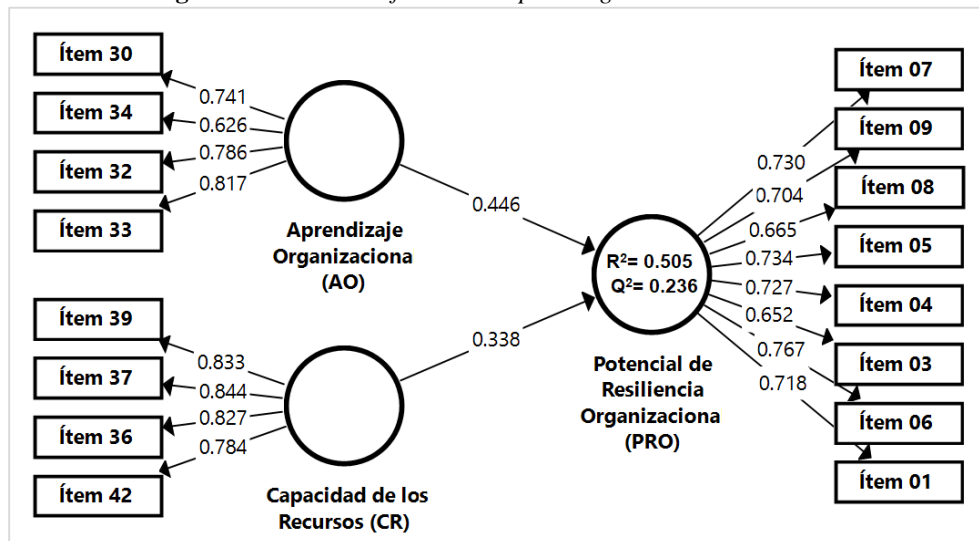 Ítem 30
Ítem 34
Ítem 32
Ítem 33
0.741
0.626
0.786
0.817
Aprendizaje
Organizaciona
(AO)
0.446
Ítem 39
Ítem 37
Ítem 36
Ítem 42
0.833
0.844
0.827
0.784
Capacidad de los
Recursos (CR)
0.338
R²= 0.505
Q²= 0.236
Potencial de
Resiliencia
Organizaciona
(PRO)
0.730
0.704
0.665
0.734
0.727
0.652
0.767
0.718
Ítem 07
Ítem 09
Ítem 08
Ítem 05
Ítem 04
Ítem 03
Ítem 06
Ítem 01